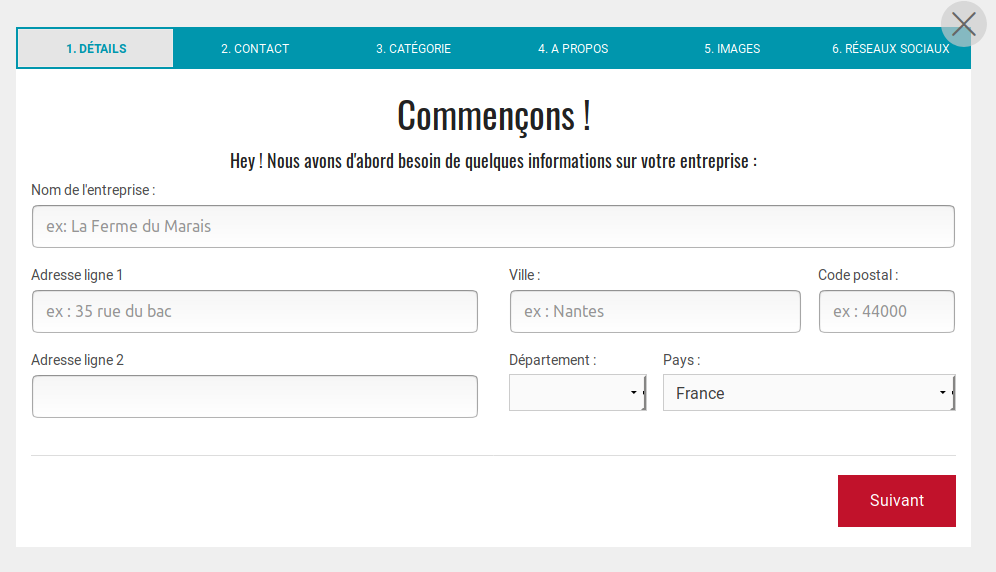 1. DÉTAILS
2. CONTACT
3. CATÉGORIE
4. A PROPOS
5. IMAGES
6. RÉSEAUX SOCIAUX
Commençons !
Hey ! Nous avons d'abord besoin de quelques informations sur votre entreprise :
Nom de l'entreprise :
ex: La Ferme du Marais
Adresse ligne 1
Ville :
Code postal :
ex : 35 rue du bac
ex : Nantes
ex : 44000
Adresse ligne 2
Département :
Pays :
France
Suivant